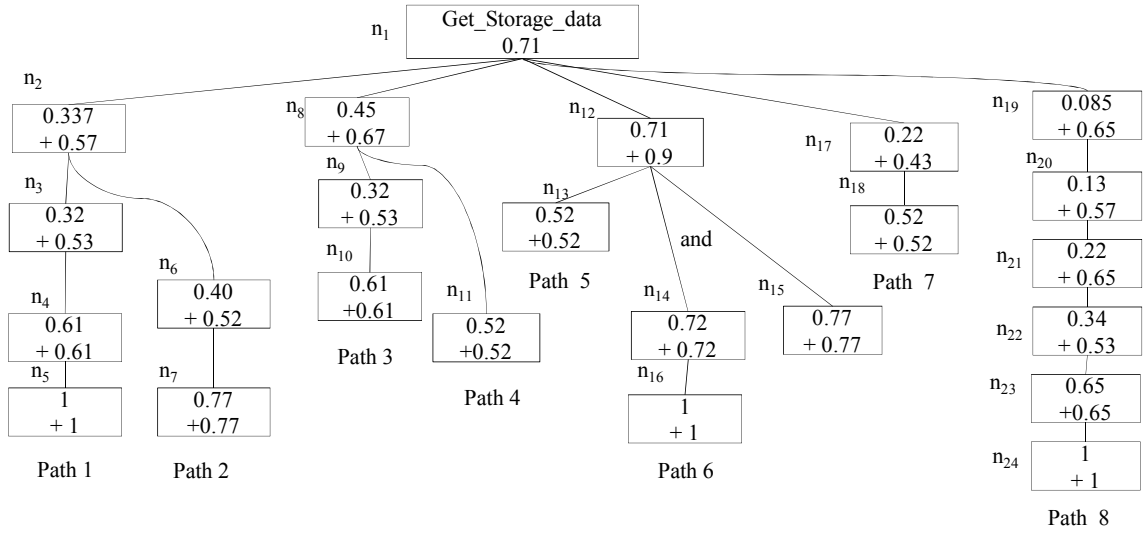 n1
Get_Storage_data
0.71
n2
0.337
+ 0.57
n3
0.32
+ 0.53
n4
0.61
+ 0.61
n5
1
+ 1
Path 1
n6
0.40
+ 0.52
n7
0.77
+0.77
Path 2
n8
0.45
+ 0.67
n9
0.32
+ 0.53
n10
0.61
+0.61
Path 3
n11
0.52
+0.52
Path 4
n12
0.71
+ 0.9
n13
0.52
+0.52
Path 5
and
n14
0.72
+ 0.72
n16
1
+ 1
Path 6
n15
0.77
+ 0.77
n17
0.22
+ 0.43
n18
0.52
+ 0.52
Path 7
n19
0.085
+ 0.65
n20
0.13
+ 0.57
n21
0.22
+ 0.65
n22
0.34
+ 0.53
n23
0.65
+0.65
n24
1
+ 1
Path 8